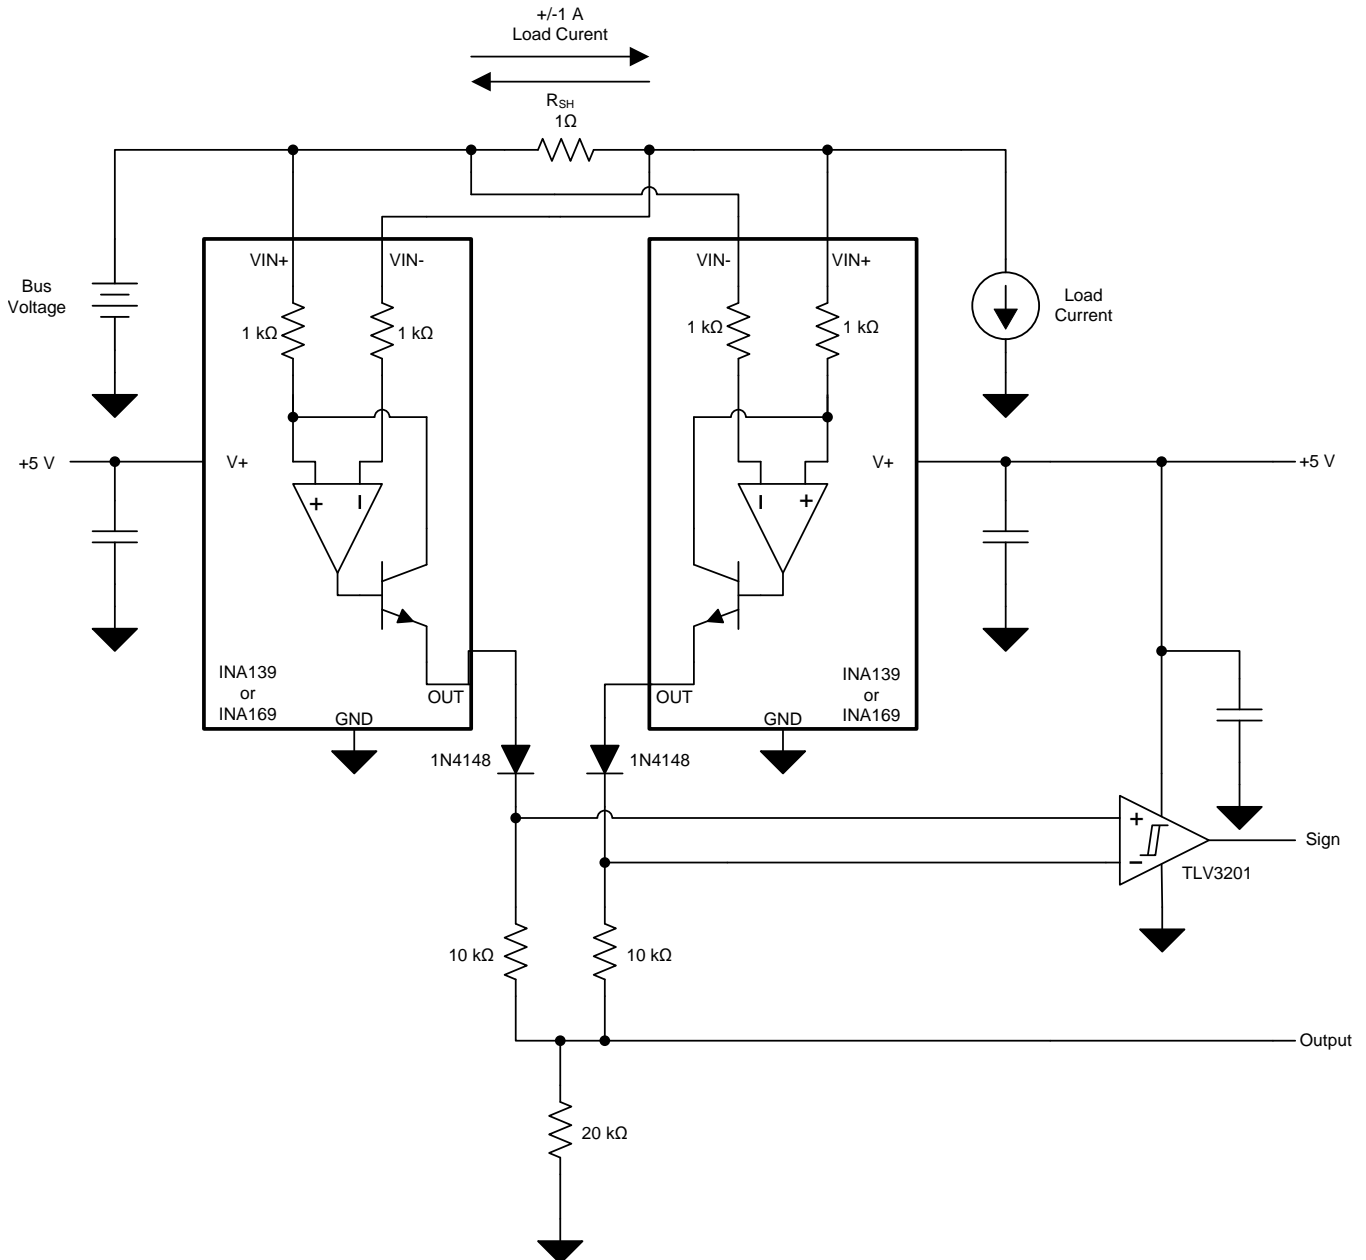 +/-1 A
Load Curent
RSH
1Ω
VIN+
VIN-
VIN-
VIN+
Bus
Voltage
1 kΩ
1 kΩ
1 kΩ
1 kΩ
Load
Current
+5 V
V+
V+
+5 V
+
-
-
+
INA139
or
INA169
OUT
GND
OUT
GND
INA139
or
INA169
1N4148
1N4148
+
-
Sign
TLV3201
10 kΩ
10 kΩ
Output
20 kΩ